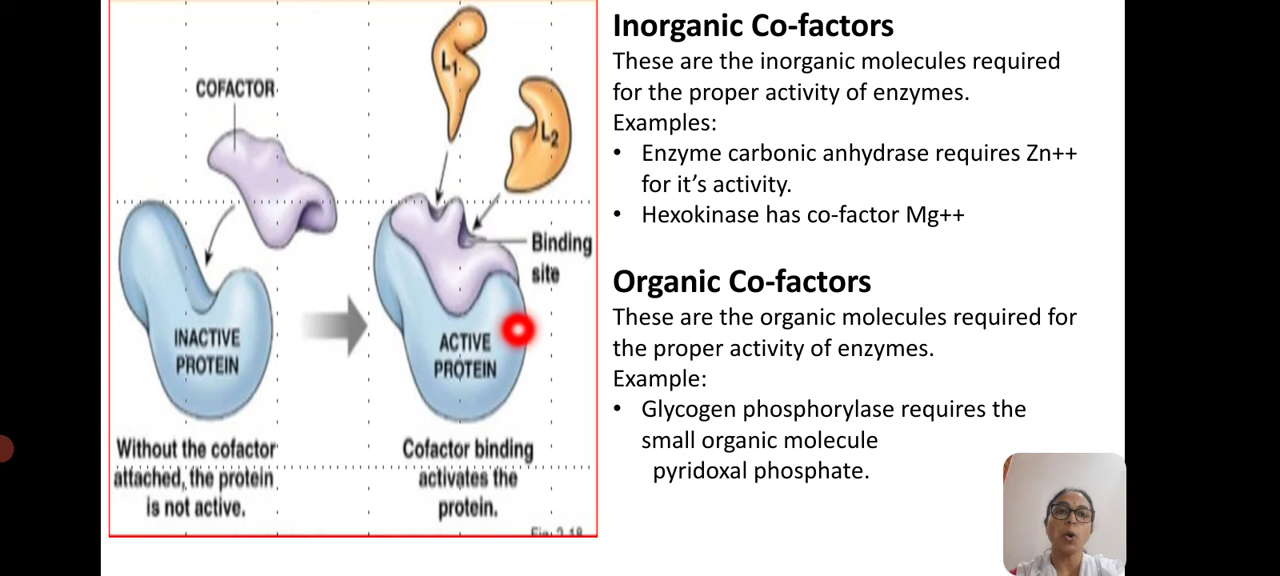 COFACTOR
L1
L2
Binding
site
INACTIVE
PROTEIN
ACTIVE
PROTEIN
Without the cofactor
attached, the protein
is not active.
Cofactor binding
activates the
protein.
Inorganic Co-factors
These are the inorganic molecules required
for the proper activity of enzymes.
Examples:
• Enzyme carbonic anhydrase requires Zn++
for it’s activity.
• Hexokinase has co-factor Mg++
Organic Co-factors
These are the organic molecules required for
the proper activity of enzymes.
Example:
• Glycogen phosphorylase requires the
small organic molecule
pyridoxal phosphate.